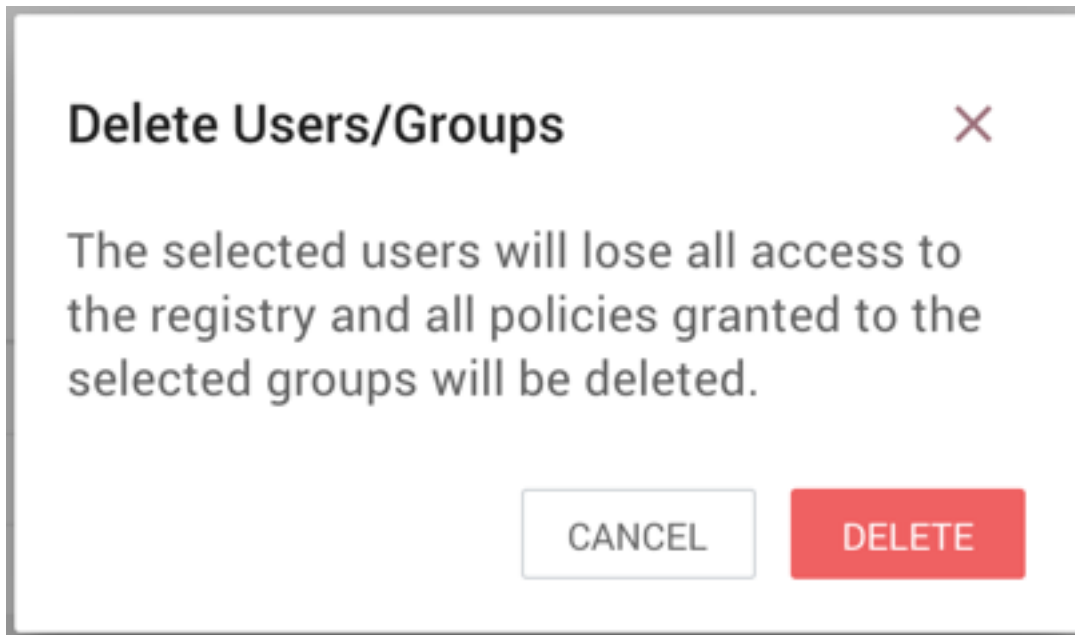 Delete Users/Groups
The selected users will lose all access to
the registry and all policies granted to the
selected groups will be deleted.
CANCEL DELETE